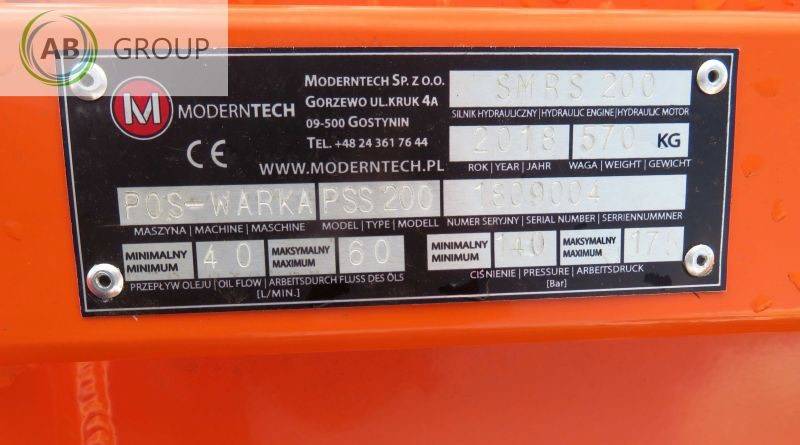 AB GROUP
M MODERNTECH
CE
MODERNTECH SP. Z O.O.
GORZEWO UL.KRUK 4A
09-500 GOSTYNIN
TEL. +48 24 361 76 44
WWW.MODERNTECH.PL
SMRS 200
SILNIK HYDRAULICZNY | HYDRAULIC ENGINE | HYDRAULIC MOTOR
2018 570 KG
ROK | YEAR | JAHR WAGA | WEIGHT | GEWICHT
POS-WARKA PSS 200 1809004
MASZYNA | MACHINE | MASCHINE MODEL | TYPE | MODELL NUMER SERYJNY | SERIAL NUMBER | SERRIENNUMMNER
MINIMALNY MINIMUM 40 MAKSYMALNY MAXIMUM 60 MINIMALNY MINIMUM 140 MAKSYMALNY MAXIMUM 175
PRZEPŁYW OLEJU | OIL FLOW | ARBEITSDURCH FLUSS DES ÖLS CIŚNIENIE | PRESSURE | ARBEITSDRUCK
[L/MIN.] [Bar]